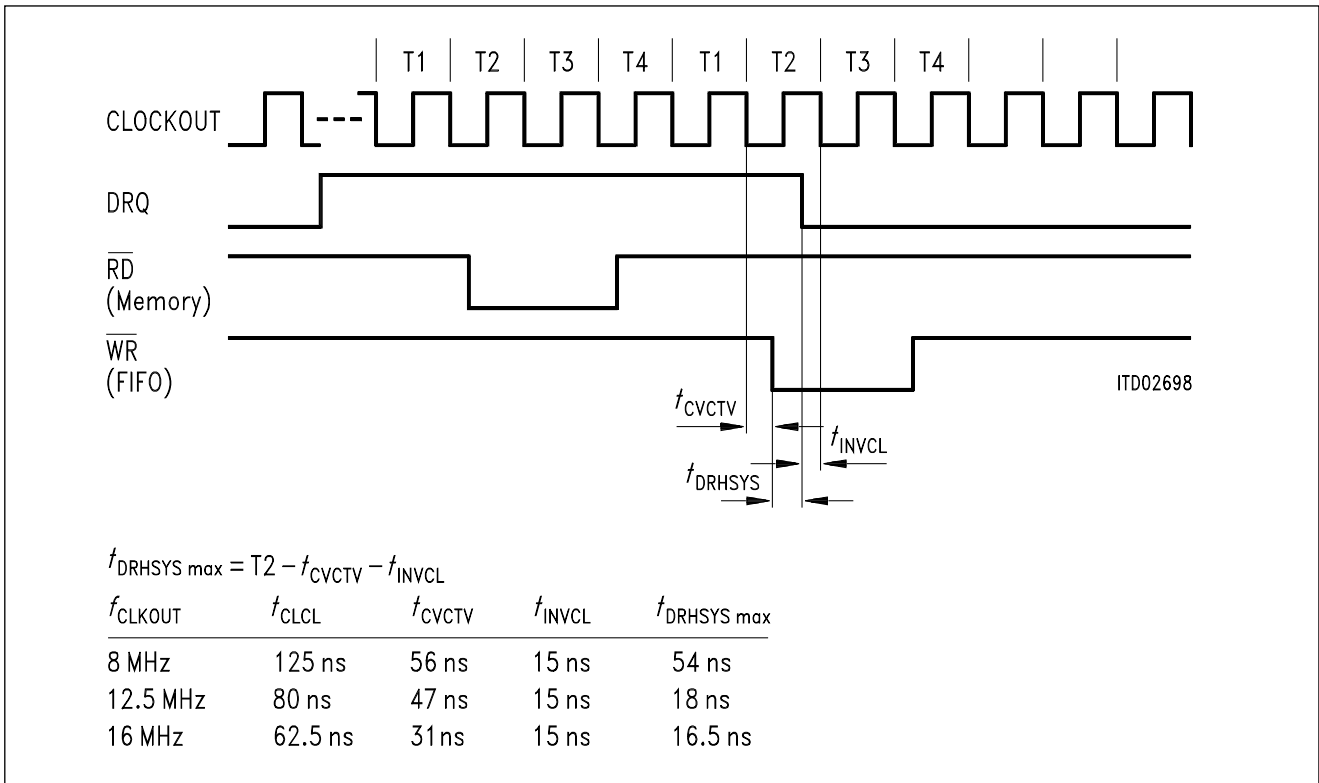 T1 T2 T3 T4 T1 T2 T3 T4
CLOCKOUT
DRQ
RD
(Memory)
WR
(FIFO)
ITD02698
tCVCTV
tINVCL
tDRHSYS
tDRHSYS max = T2 – tCVCTV – tINVCL
fCLKOUT tCLCL tCVCTV tINVCL tDRHSYS max
8 MHz 125 ns 56 ns 15 ns 54 ns
12.5 MHz 80 ns 47 ns 15 ns 18 ns
16 MHz 62.5 ns 31 ns 15 ns 16.5 ns